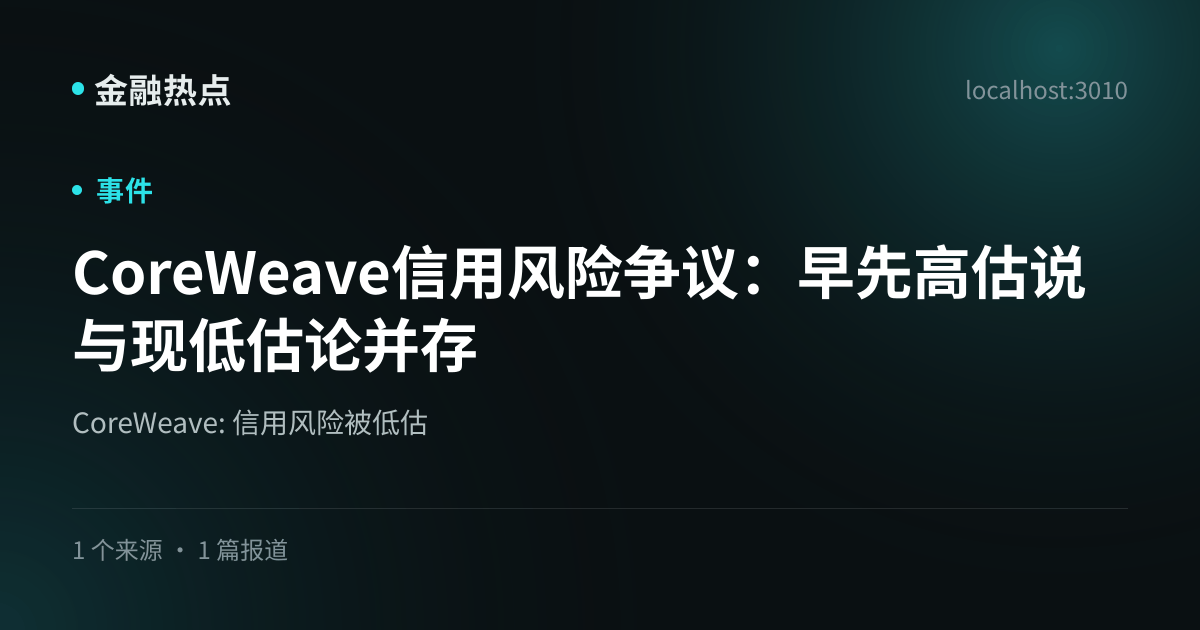 金融热点
localhost:3010
事件
CoreWeave信用风险争议：早先高估说
与现低估论并存
CoreWeave: 信用风险被低估
1 个来源 · 1 篇报道